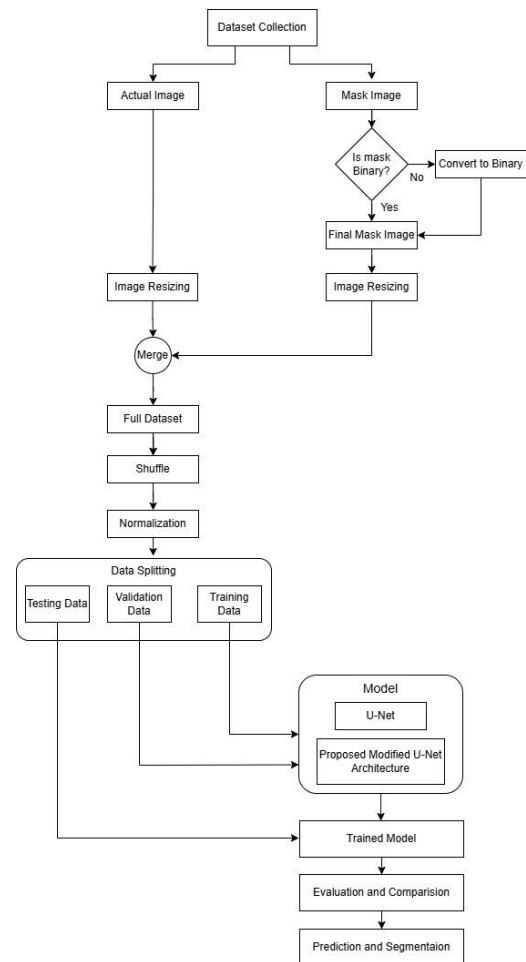 Dataset Collection
Actual Image
Mask Image
Is mask
Binary?
No
Convert to Binary
Yes
Final Mask Image
Image Resizing
Image Resizing
Merge
Full Dataset
Shuffle
Normalization
Data Splitting
Testing Data
Validation
Data
Training
Data
Model
U-Net
Proposed Modified U-Net
Architecture
Trained Model
Evaluation and Comparision
Prediction and Segmentaion